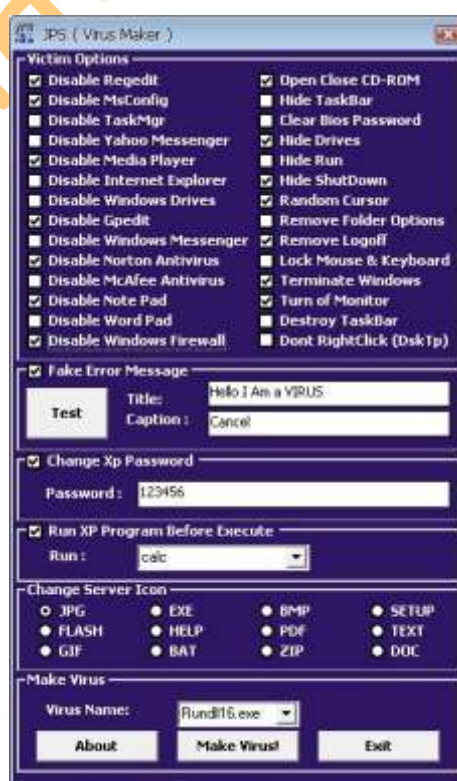 JPS ( Virus Maker )
Victim Options
Disable Regedit
Disable MsConfig
Disable TaskMgr
Disable Yahoo Messenger
Disable Media Player
Disable Internet Explorer
Disable Windows Drives
Disable Gpedit
Disable Windows Messenger
Disable Norton Antivirus
Disable McAfee Antivirus
Disable Note Pad
Disable Word Pad
Disable Windows Firewall
Open Close CD-ROM
Hide TaskBar
Clear Bios Password
Hide Drives
Hide Run
Hide ShutDown
Random Cursor
Remove Folder Options
Remove Logoff
Lock Mouse & Keyboard
Terminate Windows
Turn of Monitor
Destroy TaskBar
Dont RightClick (DskTp)
Fake Error Message
Test
Title: Hello I Am a VIRUS
Caption : Cancel
Change Xp Password
Password : 123456
Run XP Program Before Execute
Run : calc
Change Server Icon
JPG EXE BMP SETUP
FLASH HELP PDF TEXT
GIF BAT ZIP DOC
Make Virus
Virus Name: Rundll16.exe
About Make Virus! Exit